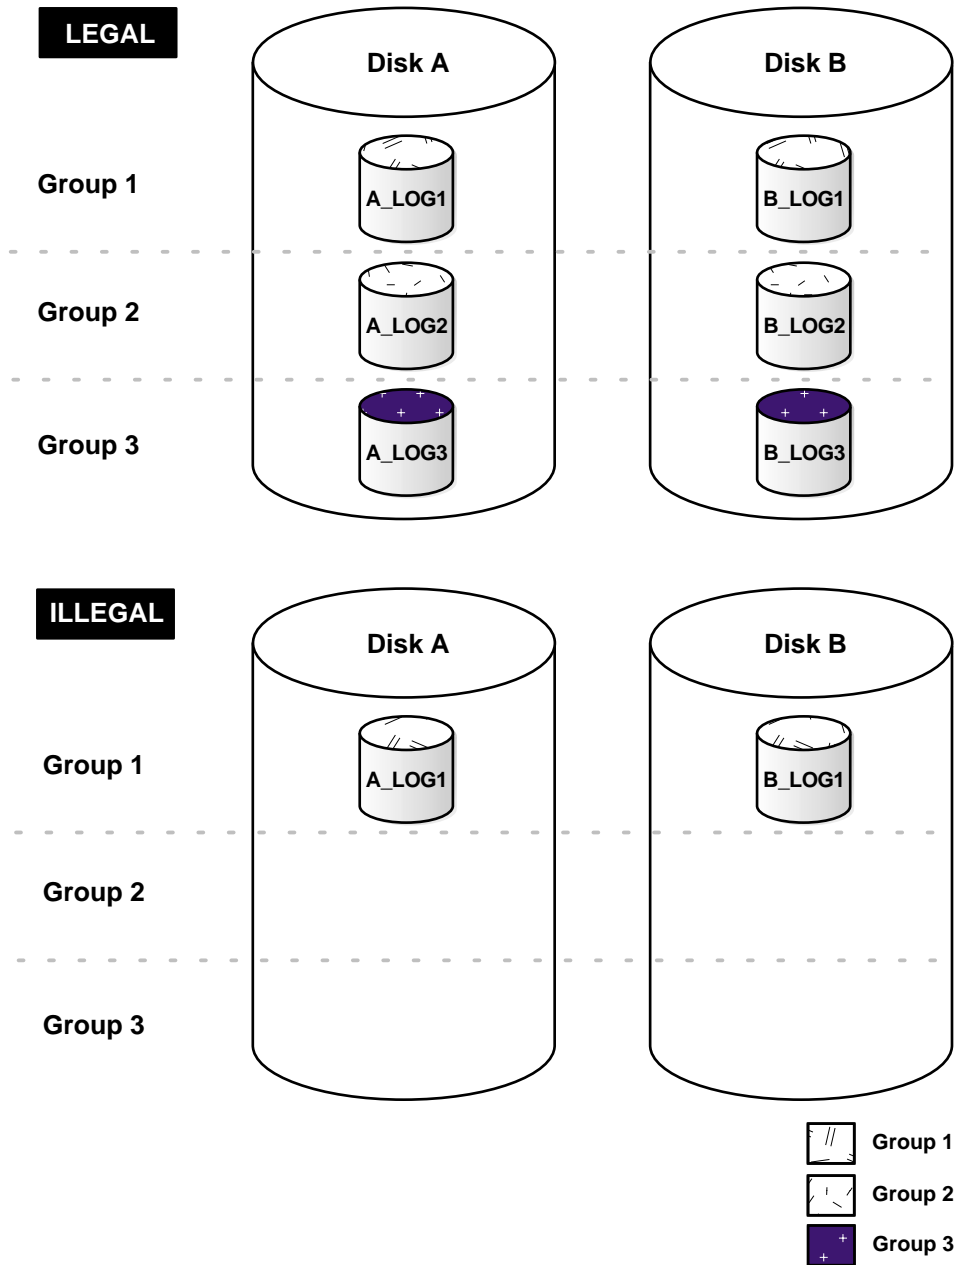 LEGAL
Disk A
Disk B
Group 1
A_LOG1
B_LOG1
Group 2
A_LOG2
B_LOG2
Group 3
A_LOG3
B_LOG3
ILLEGAL
Disk A
Disk B
Group 1
A_LOG1
B_LOG1
Group 2
Group 3
Group 1
Group 2
Group 3